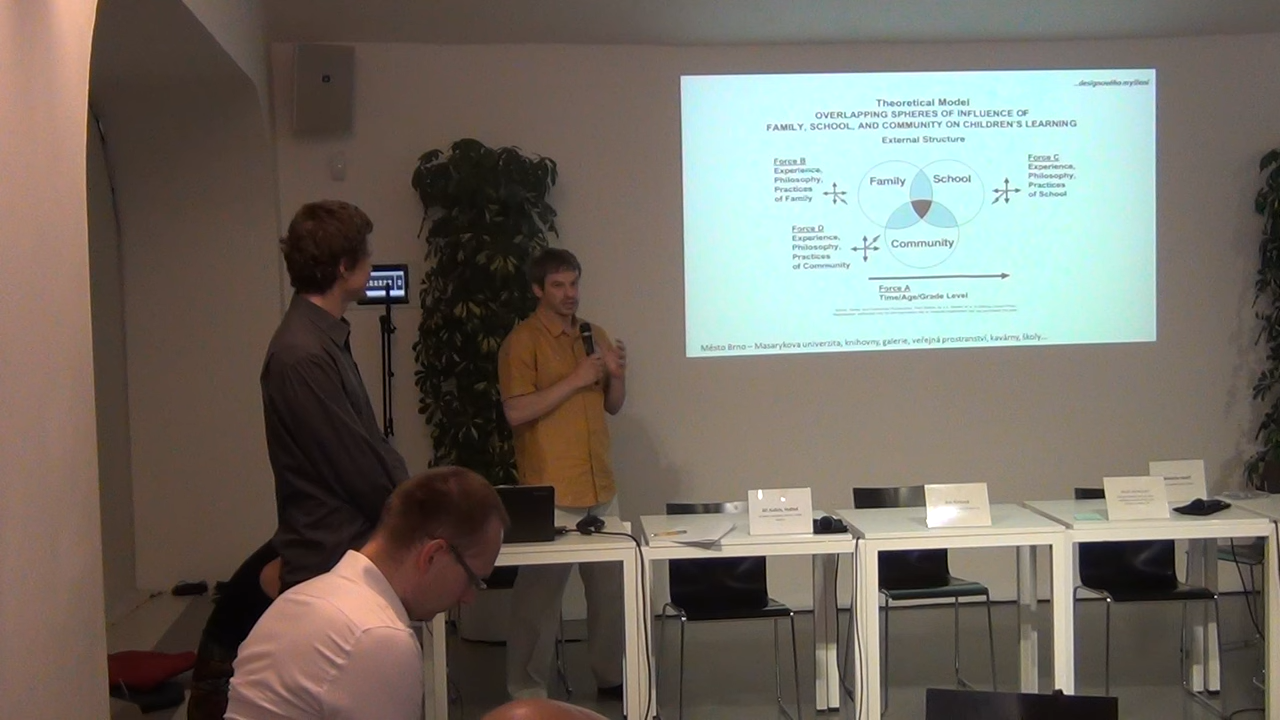 ...designového myšlení
Theoretical Model
OVERLAPPING SPHERES OF INFLUENCE OF
FAMILY, SCHOOL, AND COMMUNITY ON CHILDREN'S LEARNING
External Structure
Force B
Experience,
Philosophy,
Practices
of Family
Family
School
Force C
Experience,
Philosophy,
Practices
of School
Force D
Experience,
Philosophy,
Practices
of Community
Community
Force A
Time/Age/Grade Level
Město Brno – Masarykova univerzita, knihovny, galerie, veřejná prostranství, kavárny, školy...